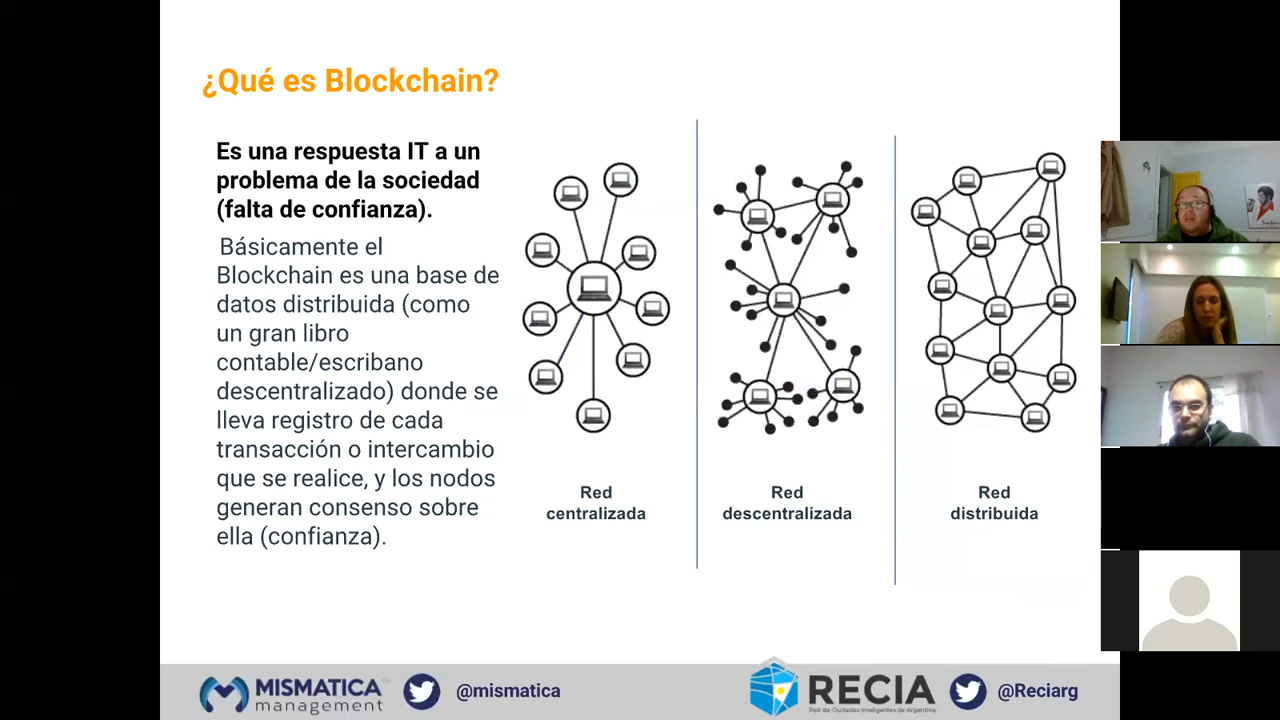 ¿Qué es Blockchain?
Es una respuesta IT a un
problema de la sociedad
(falta de confianza).
Básicamente el
Blockchain es una base de
datos distribuida (como
un gran libro
contable/escribano
descentralizado) donde se
lleva registro de cada
transacción o intercambio
que se realice, y los nodos
generan consenso sobre
ella (confianza).
Red
centralizada
Red
descentralizada
Red
distribuida
MISMATICA
management
@mismatica
RECIA
Red de Ciudades Inteligentes de Argentina
@Reciarg